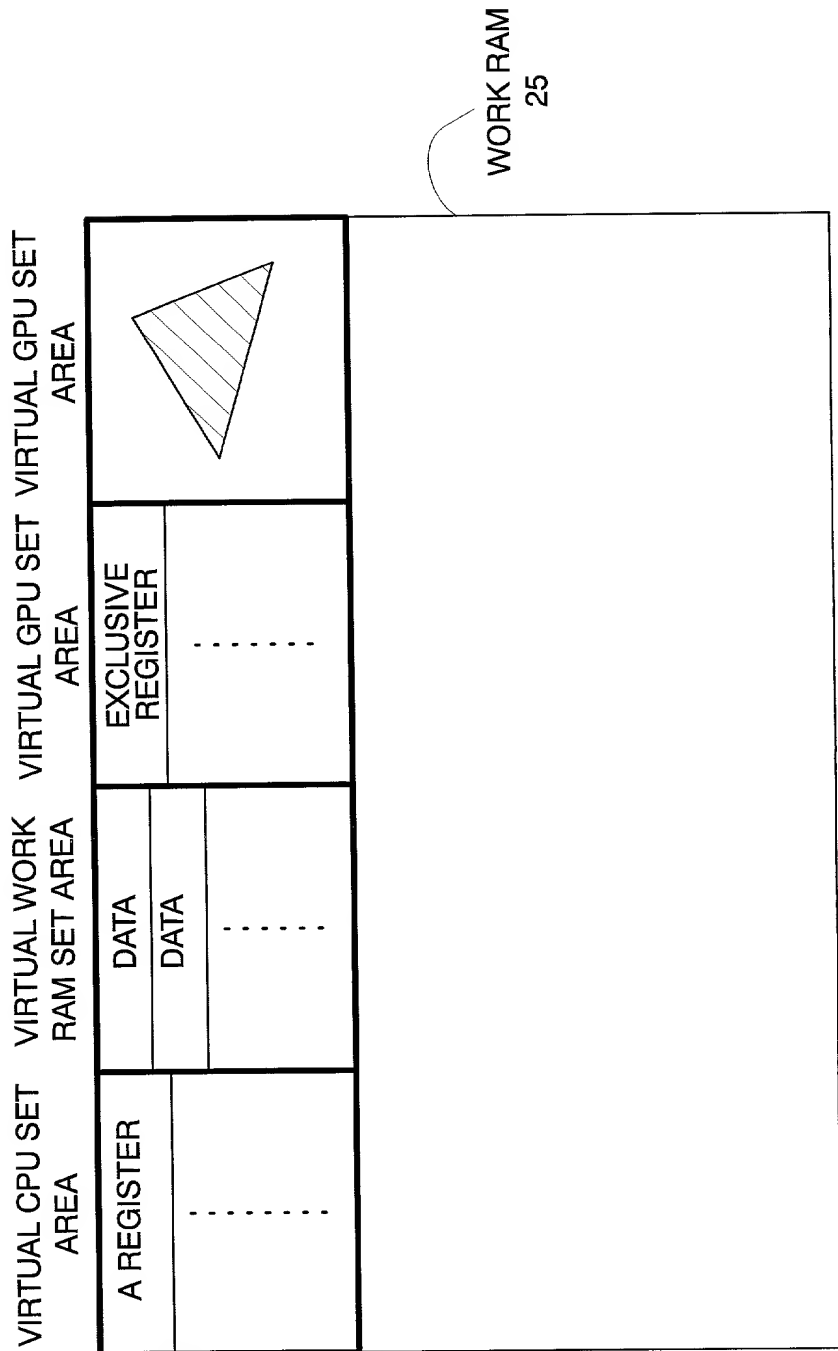 VIRTUAL CPU SET
AREA
VIRTUAL WORK
RAM SET AREA
VIRTUAL GPU SET
AREA
VIRTUAL GPU SET
AREA
A REGISTER
DATA
DATA
EXCLUSIVE
REGISTER
WORK RAM
25